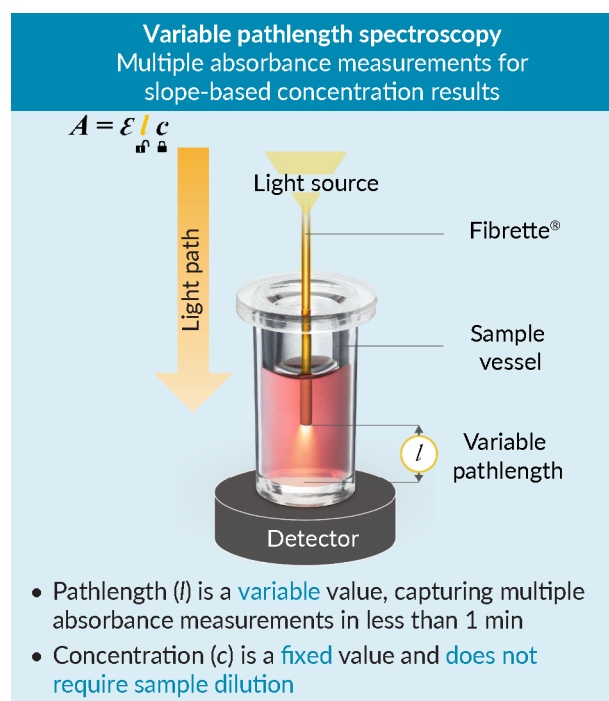 Variable pathlength spectroscopy
Multiple absorbance measurements for
slope-based concentration results
A = ℇ l c
Light source
Light path
Fibrette®
Sample
vessel
l
Variable
pathlength
Detector
• Pathlength (l) is a variable value, capturing multiple
absorbance measurements in less than 1 min
• Concentration (c) is a fixed value and does not
require sample dilution